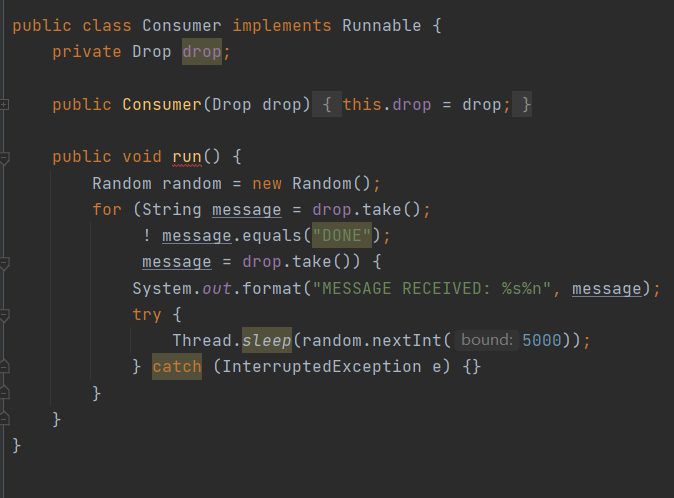 public class Consumer implements Runnable {
    private Drop drop;

    public Consumer(Drop drop) { this.drop = drop; }

    public void run() {
        Random random = new Random();
        for (String message = drop.take();
             ! message.equals("DONE");
             message = drop.take()) {
            System.out.format("MESSAGE RECEIVED: %s%n", message);
            try {
                Thread.sleep(random.nextInt( bound: 5000));
            } catch (InterruptedException e) {}
        }
    }
}